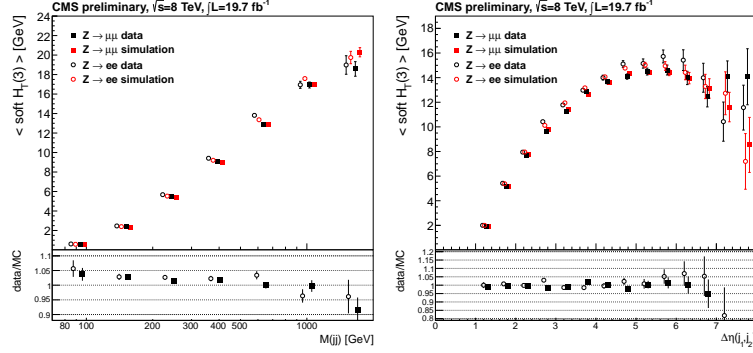 CMS preliminary, √s=8 TeV, ∫L=19.7 fb⁻¹
< soft H_T(3) > [GeV]
Z → μμ data
Z → μμ simulation
Z → ee data
Z → ee simulation
24
22
20
18
16
14
12
10
8
6
4
2
data/MC
1.1
1.05
1
0.95
0.9
80 100 200 300 400 500 1000
M(jj) [GeV]
CMS preliminary, √s=8 TeV, ∫L=19.7 fb⁻¹
< soft H_T(3) > [GeV]
Z → μμ data
Z → μμ simulation
Z → ee data
Z → ee simulation
18
16
14
12
10
8
6
4
2
data/MC
1.2
1.15
1.1
1.05
1
0.95
0.9
0.85
0.8
0 1 2 3 4 5 6 7
Δη(j₁,j₂)